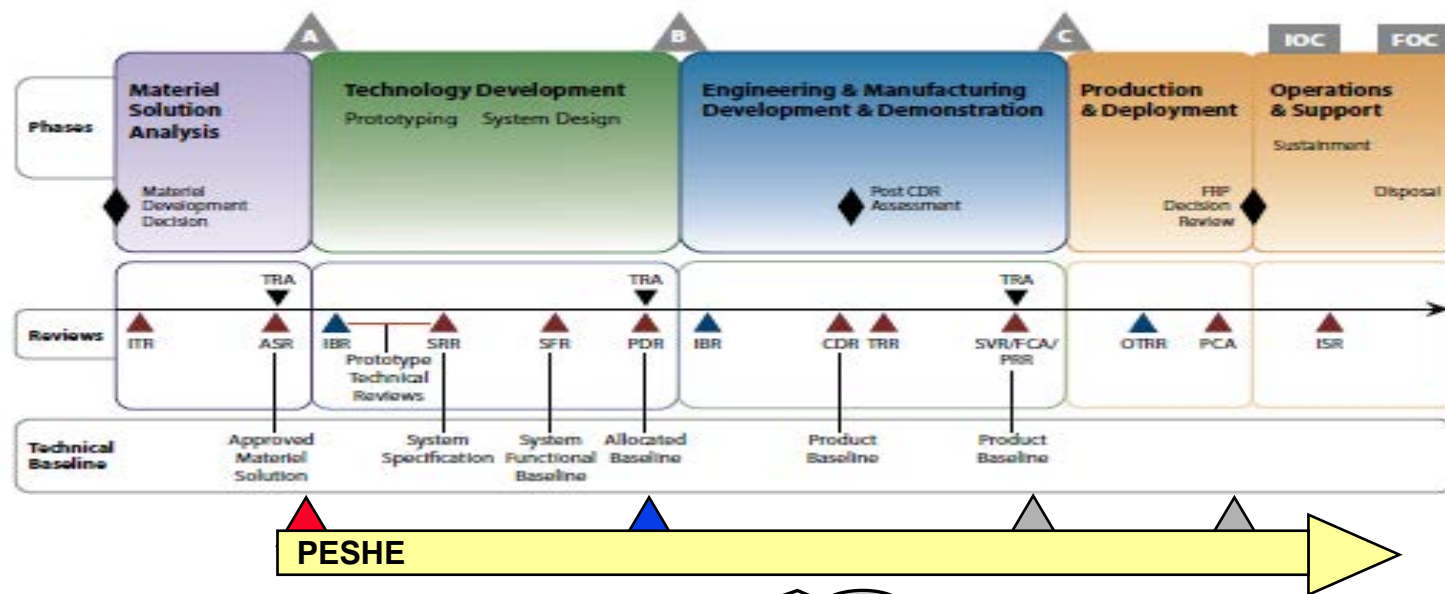 A
B
C
IOC
FOC
Phases
Materiel
Solution
Analysis
Materiel
Development
Decision
Technology Development
Prototyping System Design
Engineering & Manufacturing
Development & Demonstration
Post CDR
Assessment
Production
& Deployment
FRP
Decision
Review
Operations
& Support
Sustainment
Disposal
Reviews
TRA
TRA
TRA
ITR
ASR
IBR
SRR
SFR
PDR
IBR
CDR
TRR
SVR/FCA/
PRR
OTRR
PCA
ISR
Prototype
Technical
Reviews
Technical
Baseline
Approved
Materiel
Solution
System
Specification
System
Functional
Baseline
Allocated
Baseline
Product
Baseline
Product
Baseline
PESHE